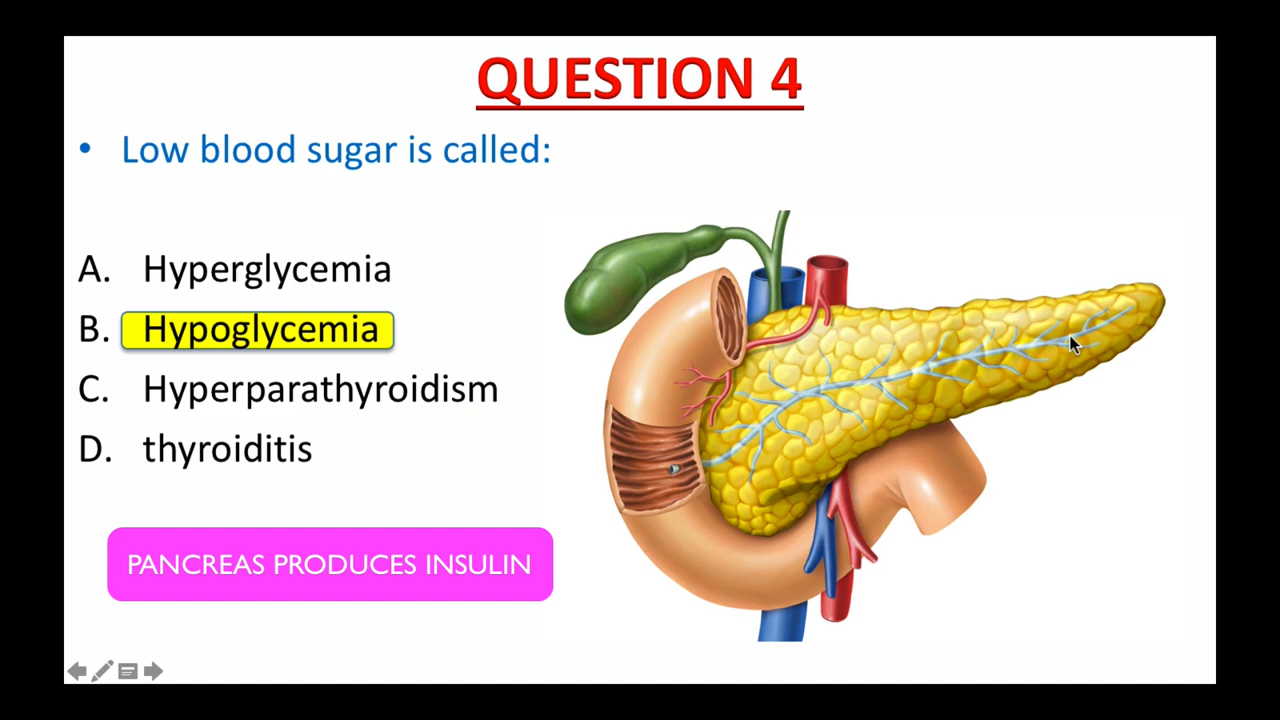 QUESTION 4
• Low blood sugar is called:
A. Hyperglycemia
B. Hypoglycemia
C. Hyperparathyroidism
D. thyroiditis
PANCREAS PRODUCES INSULIN